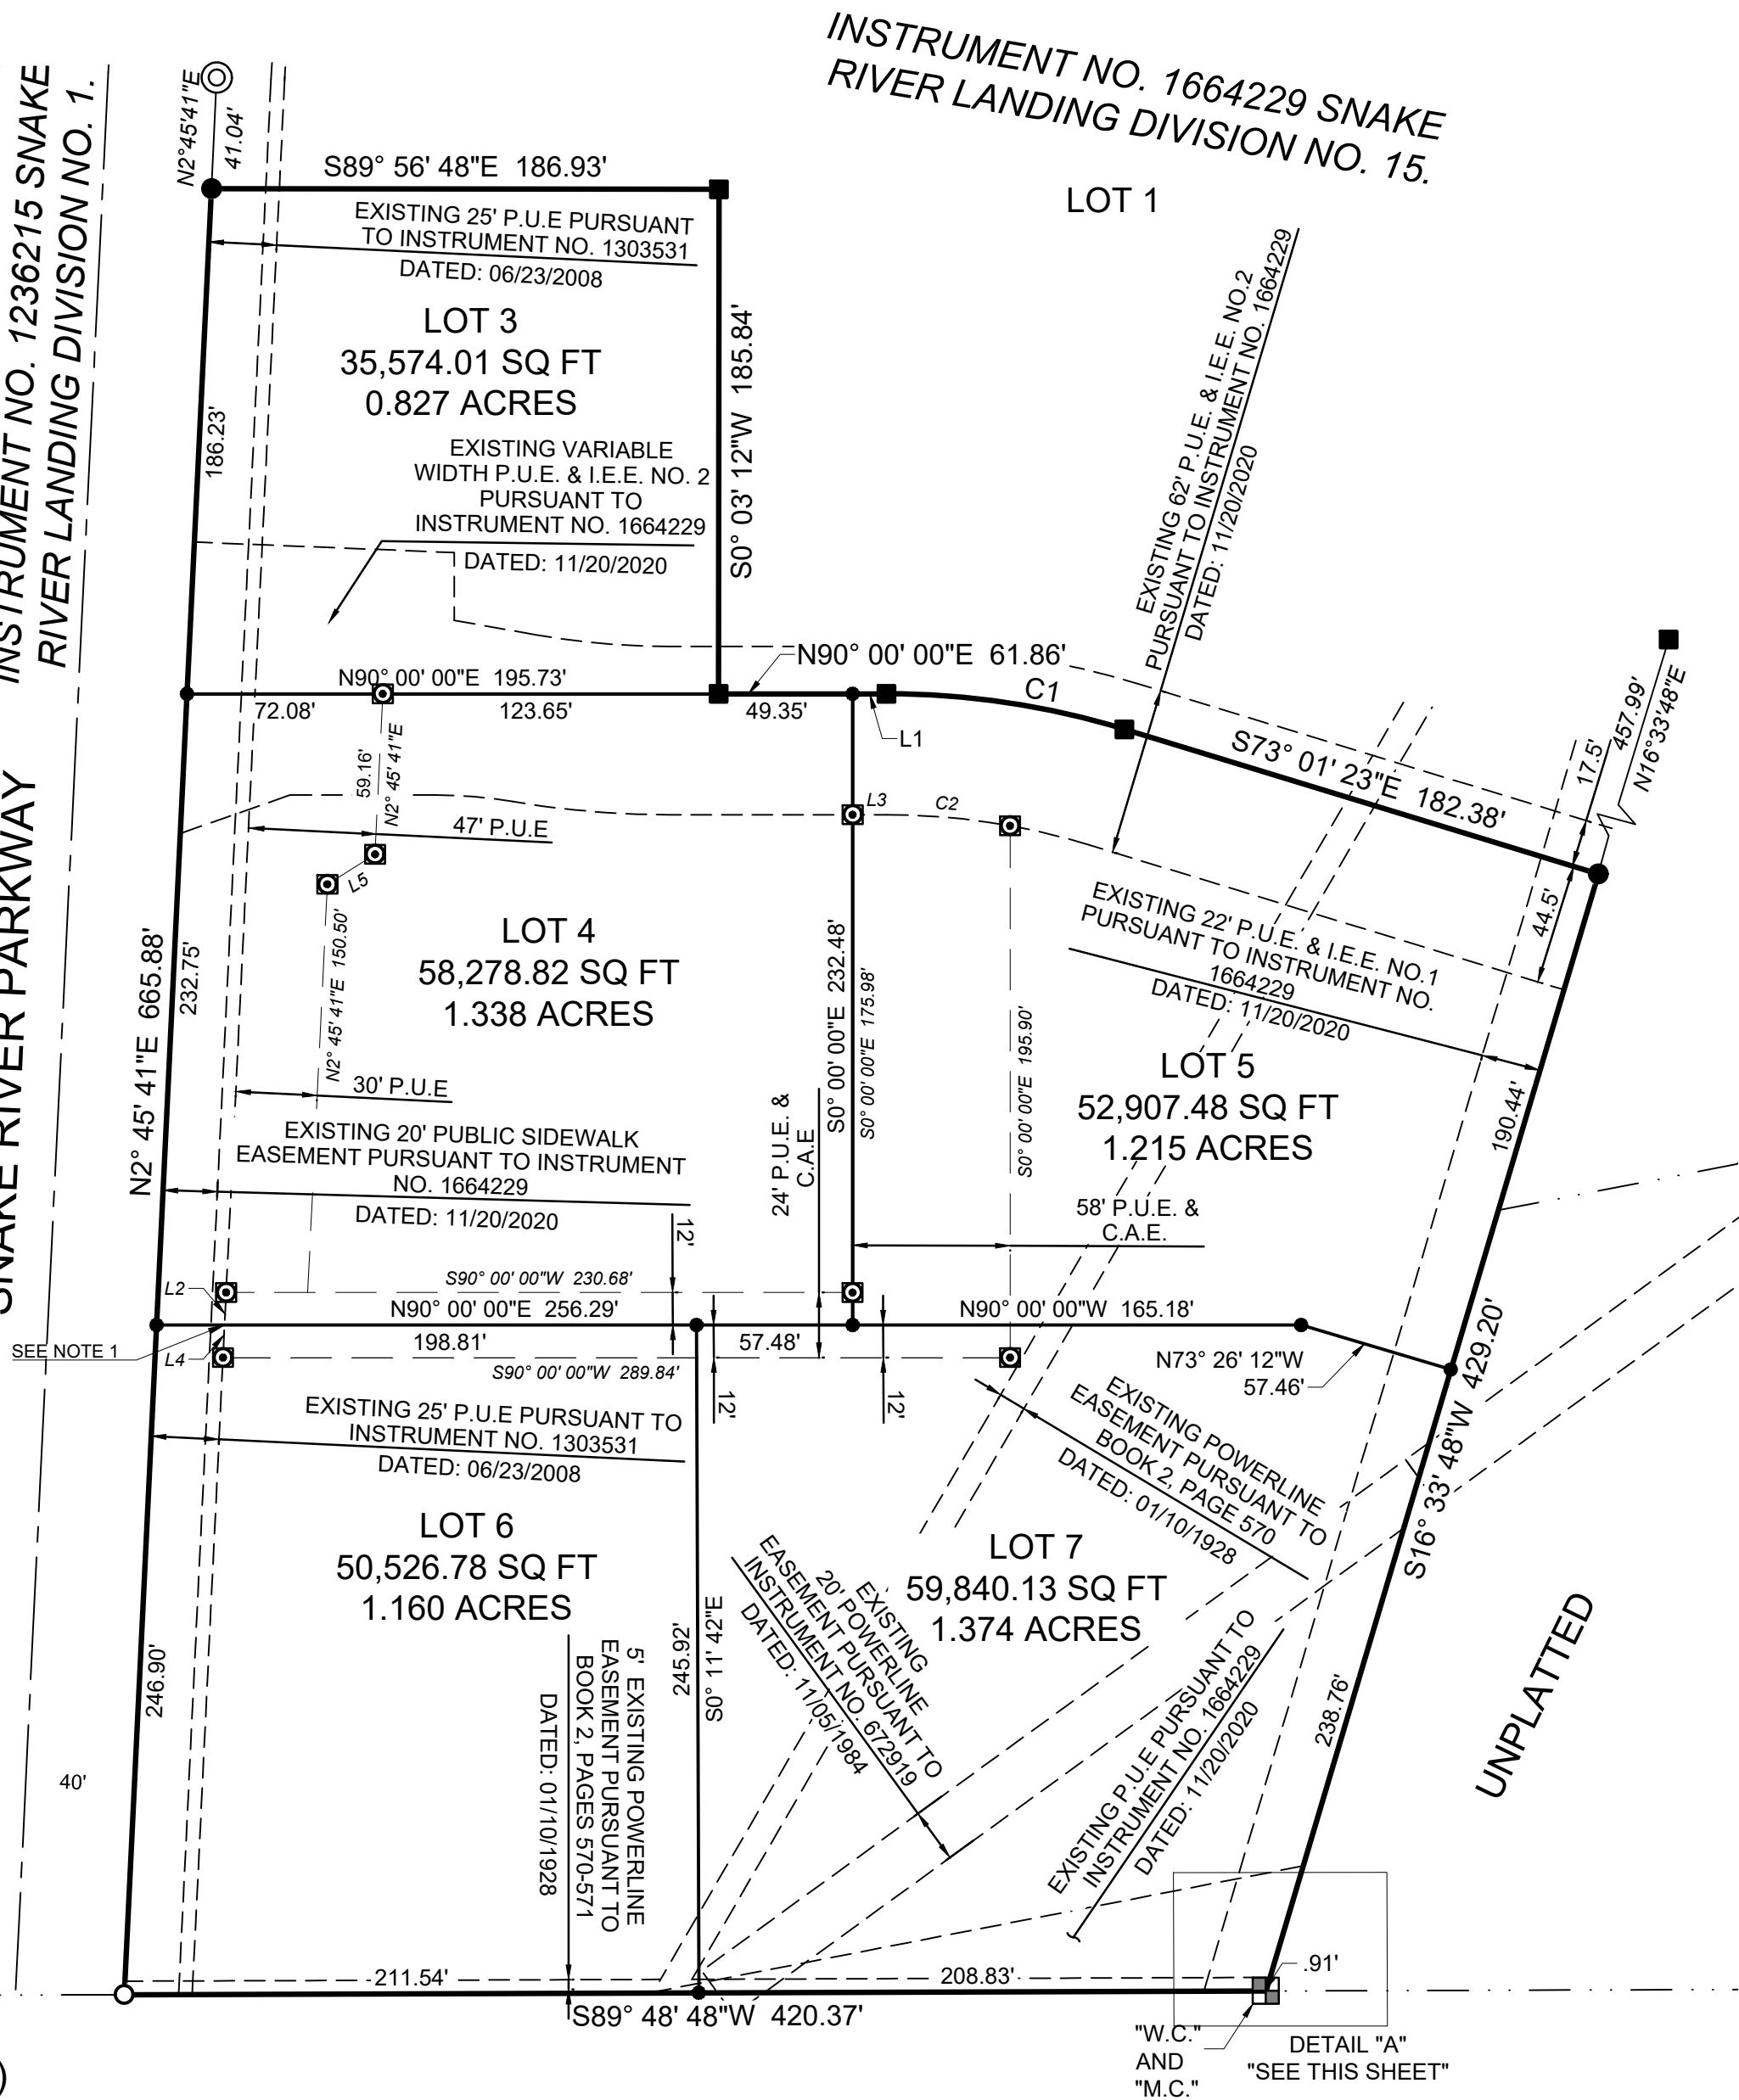 INSTRUMENT NO. 1664229 SNAKE
RIVER LANDING DIVISION NO. 15.
LOT 1
INSTRUMENT NO. 1236215 SNAKE
RIVER LANDING DIVISION NO. 1.
SNAKE RIVER PARKWAY
N2°45'41"E
41.04'
S89° 56' 48"E 186.93'
EXISTING 25' P.U.E PURSUANT
TO INSTRUMENT NO. 1303531
DATED: 06/23/2008
LOT 3
35,574.01 SQ FT
0.827 ACRES
186.23'
S0° 03' 12"W 185.84'
EXISTING VARIABLE
WIDTH P.U.E. & I.E.E. NO. 2
PURSUANT TO
INSTRUMENT NO. 1664229
DATED: 11/20/2020
EXISTING 62' P.U.E. & I.E.E. NO.2
PURSUANT TO INSTRUMENT NO. 1664229
DATED: 11/20/2020
N90° 00' 00"E 61.86'
C1
N90° 00' 00"E 195.73'
72.08'
123.65'
49.35'
L1
S73° 01' 23"E 182.38'
17.5'
457.99'
N16°33'48"E
59.16'
N2° 45' 41"E
L3
C2
47' P.U.E
L5
44.5'
EXISTING 22' P.U.E. & I.E.E. NO.1
PURSUANT TO INSTRUMENT NO.
1664229
DATED: 11/20/2020
N2° 45' 41"E 665.88'
232.75'
LOT 4
58,278.82 SQ FT
1.338 ACRES
N2° 45' 41"E 150.50'
30' P.U.E
S0° 00' 00"E 232.48'
S0° 00' 00"E 175.98'
S0° 00' 00"E 195.90'
LOT 5
52,907.48 SQ FT
1.215 ACRES
190.44'
EXISTING 20' PUBLIC SIDEWALK
EASEMENT PURSUANT TO INSTRUMENT
NO. 1664229
DATED: 11/20/2020
24' P.U.E. &
C.A.E
58' P.U.E. &
C.A.E.
12'
L2
S90° 00' 00"W 230.68'
N90° 00' 00"E 256.29'
N90° 00' 00"W 165.18'
SEE NOTE 1
L4
198.81'
57.48'
S90° 00' 00"W 289.84'
12'
12'
N73° 26' 12"W
57.46'
S16° 33' 48"W 429.20'
EXISTING 25' P.U.E PURSUANT TO
INSTRUMENT NO. 1303531
DATED: 06/23/2008
EXISTING POWERLINE
EASEMENT PURSUANT TO
BOOK 2, PAGE 570
DATED: 01/10/1928
LOT 6
50,526.78 SQ FT
1.160 ACRES
LOT 7
59,840.13 SQ FT
1.374 ACRES
246.90'
40'
5' EXISTING POWERLINE
EASEMENT PURSUANT TO
BOOK 2, PAGES 570-571
DATED: 01/10/1928
245.92'
S0° 11' 42"E
EXISTING
20' POWERLINE
EASEMENT PURSUANT TO
INSTRUMENT NO. 672919
DATED: 11/05/1984
EXISTING P.U.E PURSUANT TO
INSTRUMENT NO. 1664229
DATED: 11/20/2020
238.76'
UNPLATTED
211.54'
208.83'
.91'
S89° 48' 48"W 420.37'
"W.C."
AND
"M.C."
DETAIL "A"
"SEE THIS SHEET"
)